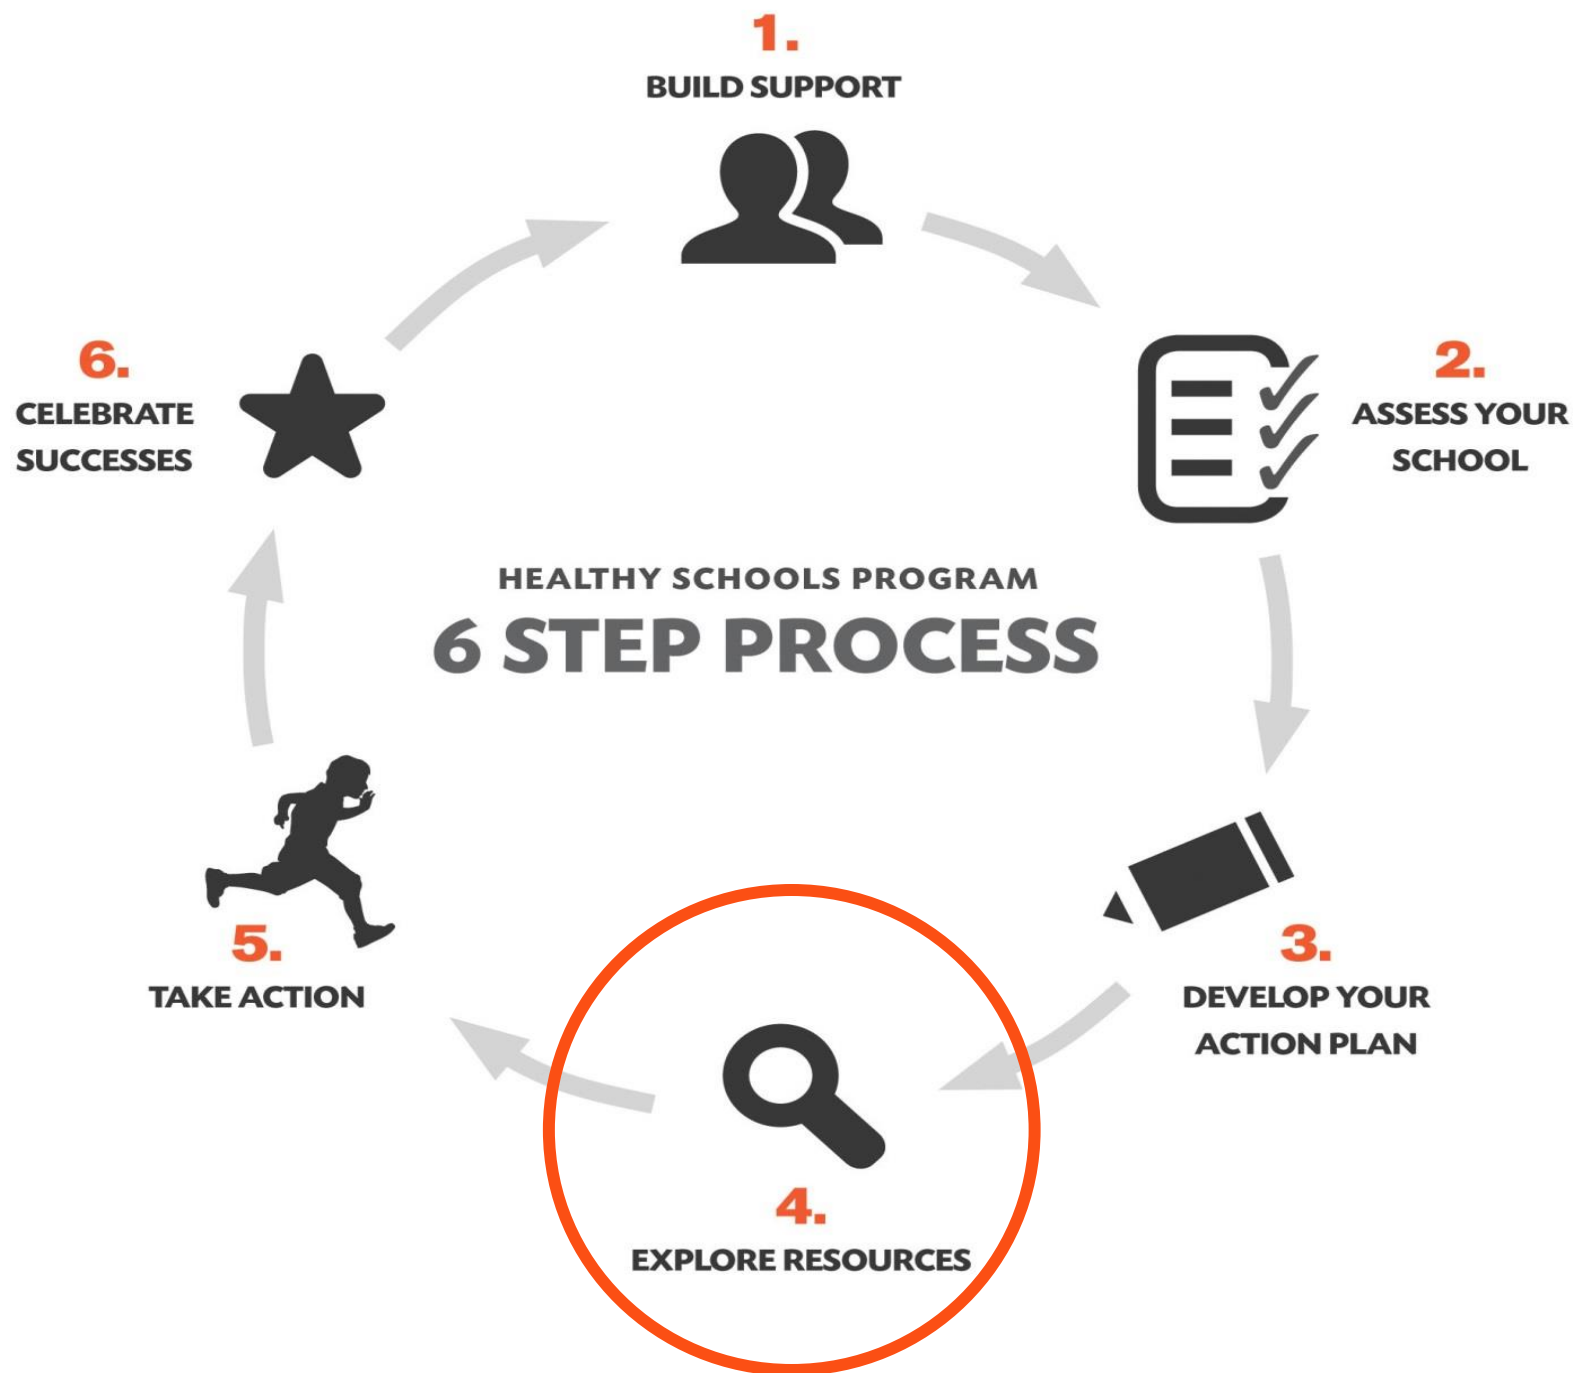 1.
BUILD SUPPORT
2.
ASSESS YOUR
SCHOOL
3.
DEVELOP YOUR
ACTION PLAN
4.
EXPLORE RESOURCES
5.
TAKE ACTION
6.
CELEBRATE
SUCCESSES
HEALTHY SCHOOLS PROGRAM
6 STEP PROCESS